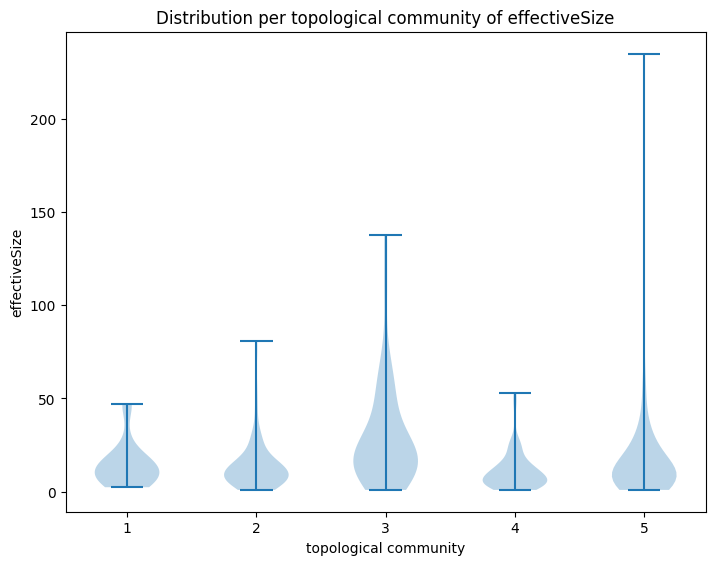 Distribution per topological community of effectiveSize
effectiveSize
200
150
100
50
0
1 2 3 4 5
topological community